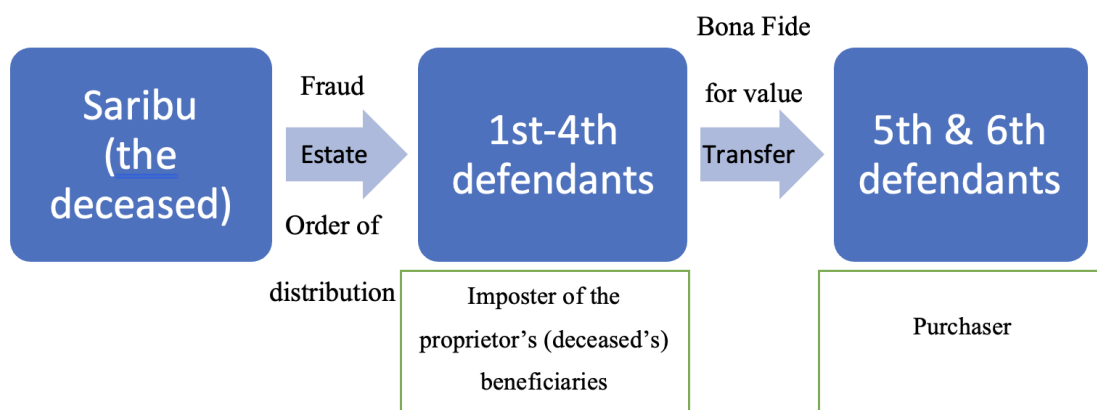 Saribu
(the
deceased)
Fraud
Estate
Order of
distribution
1st-4th
defendants
Imposter of the
proprietor’s (deceased’s)
beneficiaries
Bona Fide
for value
Transfer
5th & 6th
defendants
Purchaser